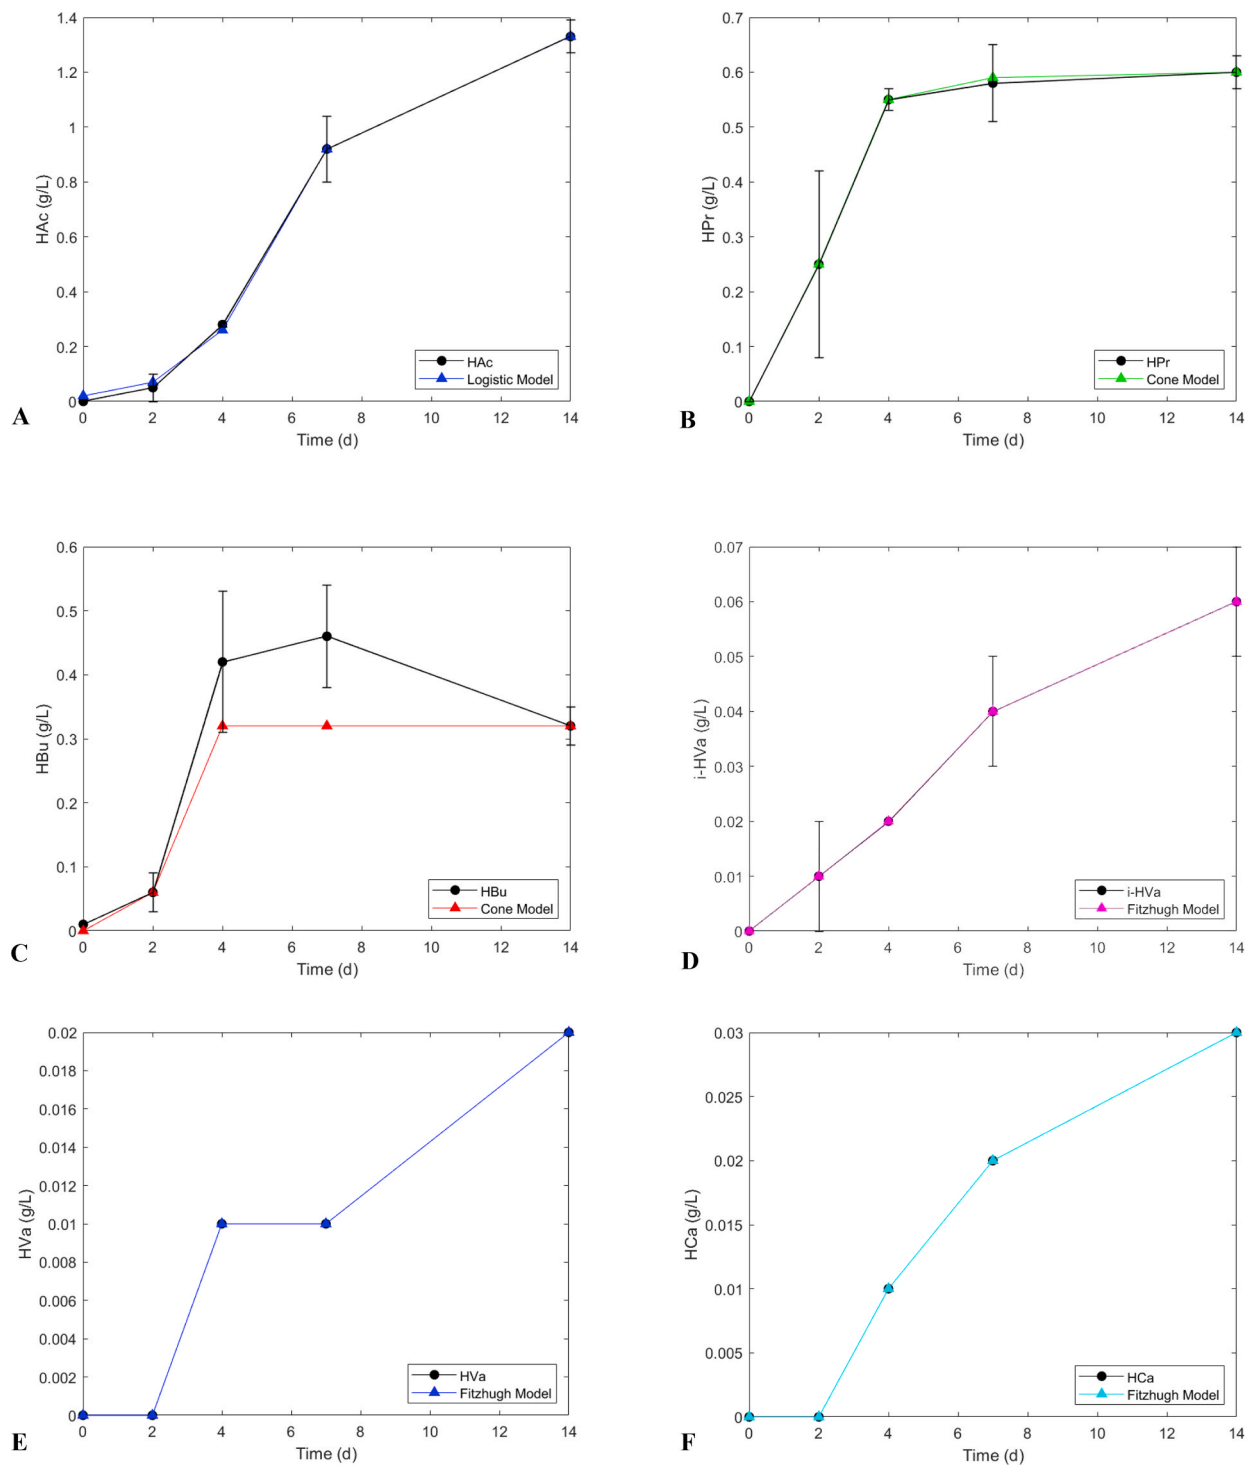 1.4
1.2
1
0.8
0.6
0.4
0.2
0
HAc (g/L)
0 2 4 6 8 10 12 14
Time (d)
HAc
Logistic Model
A
0.7
0.6
0.5
0.4
0.3
0.2
0.1
0
HPr (g/L)
0 2 4 6 8 10 12 14
Time (d)
HPr
Cone Model
B
0.6
0.5
0.4
0.3
0.2
0.1
0
HBu (g/L)
0 2 4 6 8 10 12 14
Time (d)
HBu
Cone Model
C
0.07
0.06
0.05
0.04
0.03
0.02
0.01
0
i-HVa (g/L)
0 2 4 6 8 10 12 14
Time (d)
i-HVa
Fitzhugh Model
D
0.02
0.018
0.016
0.014
0.012
0.01
0.008
0.006
0.004
0.002
0
HVa (g/L)
0 2 4 6 8 10 12 14
Time (d)
HVa
Fitzhugh Model
E
0.03
0.025
0.02
0.015
0.01
0.005
0
HCa (g/L)
0 2 4 6 8 10 12 14
Time (d)
HCa
Fitzhugh Model
F